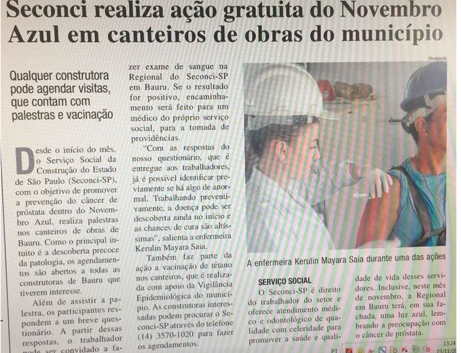 Seconci realiza ação gratuita do Novembro
Azul em canteiros de obras do município
Divulgação
Qualquer construtora
pode agendar visitas,
que contam com
palestras e vacinação
Desde o início do mês,
o Serviço Social da
Construção do Estado
de São Paulo (Seconci-SP),
com o objetivo de promover
a prevenção do câncer de
próstata dentro do Novem-
bro Azul, realiza palestras
nos canteiros de obras de
Bauru. Como o principal in-
tuito é a descoberta precoce
da patologia, os agendamen-
tos são abertos a todas as
construtoras de Bauru que
tiverem interesse.
Além de assistir a pa-
lestra, os participantes res-
pondem a um breve ques-
tionário. A partir dessas
respostas, o trabalhador
pode ser convidado a fa-
zer exame de sangue na
Regional do Seconci-SP
em Bauru. Se o resultado
for positivo, encaminha-
mento será feito para um
médico do próprio serviço
social, para a tomada de
providências.
"Com as respostas do
nosso questionário, que é
entregue aos trabalhadores,
já é possível identificar pre-
viamente se há algo de anor-
mal. Trabalhando preventi-
vamente, a doença pode ser
descoberta ainda no início e
as chances de cura são altís-
simas", salienta a enfermeira
Kerulin Mayara Saia.
Também faz parte da
ação a vacinação de tétano
nos canteiros, que é realiza-
da com apoio da Vigilância
Epidemiológica do municí-
pio. As construtoras interes-
sadas podem procurar o Se-
conci-SP através do telefone
(14) 3570-1020 para fazer
os agendamentos.
A enfermeira Kerulin Mayara Saia durante uma das ações
SERVIÇO SOCIAL
O Seconci-SP é direito
do trabalhador do setor e
oferece atendimento médi-
co e odontológico de quali-
dade com celeridade para
promover a saúde e quali-
dade de vida desses servi-
dores. Inclusive, neste mês
de novembro, a Regional
em Bauru terá, em sua fa-
chada, uma luz azul, lem-
brando a preocupação com
o câncer de próstata.
13:24